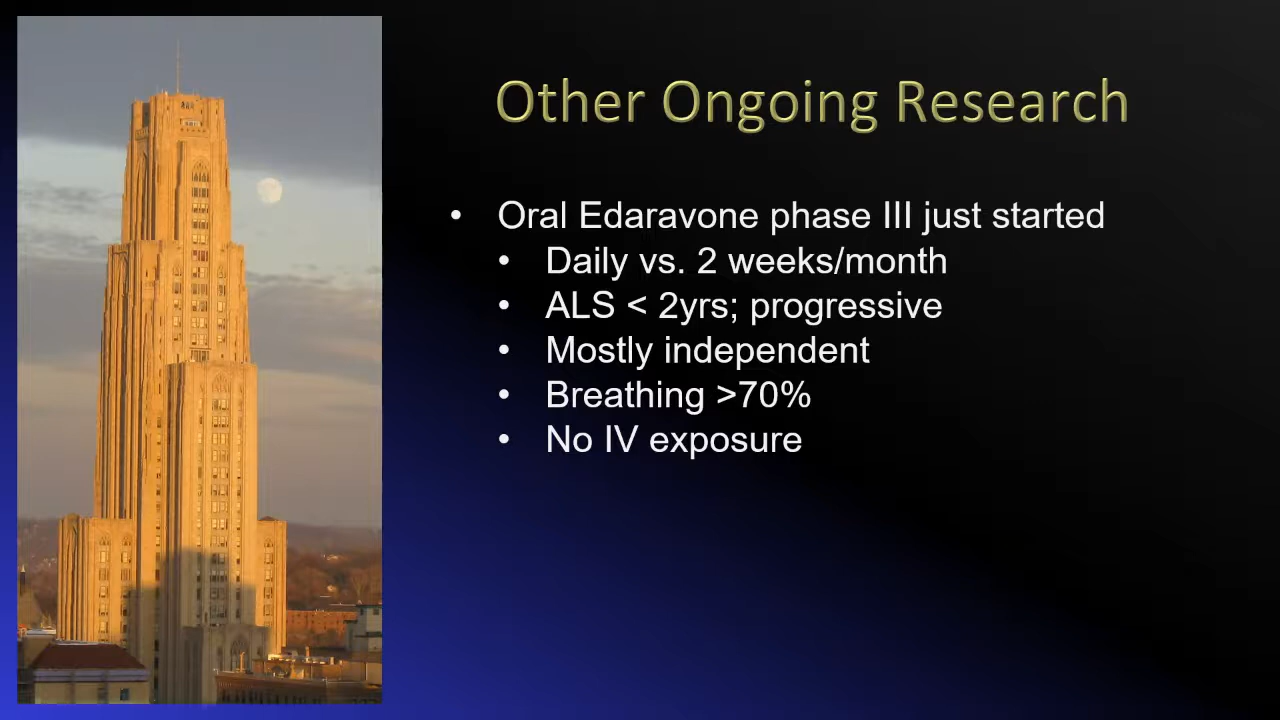 Other Ongoing Research
• Oral Edaravone phase III just started
• Daily vs. 2 weeks/month
• ALS < 2yrs; progressive
• Mostly independent
• Breathing >70%
• No IV exposure